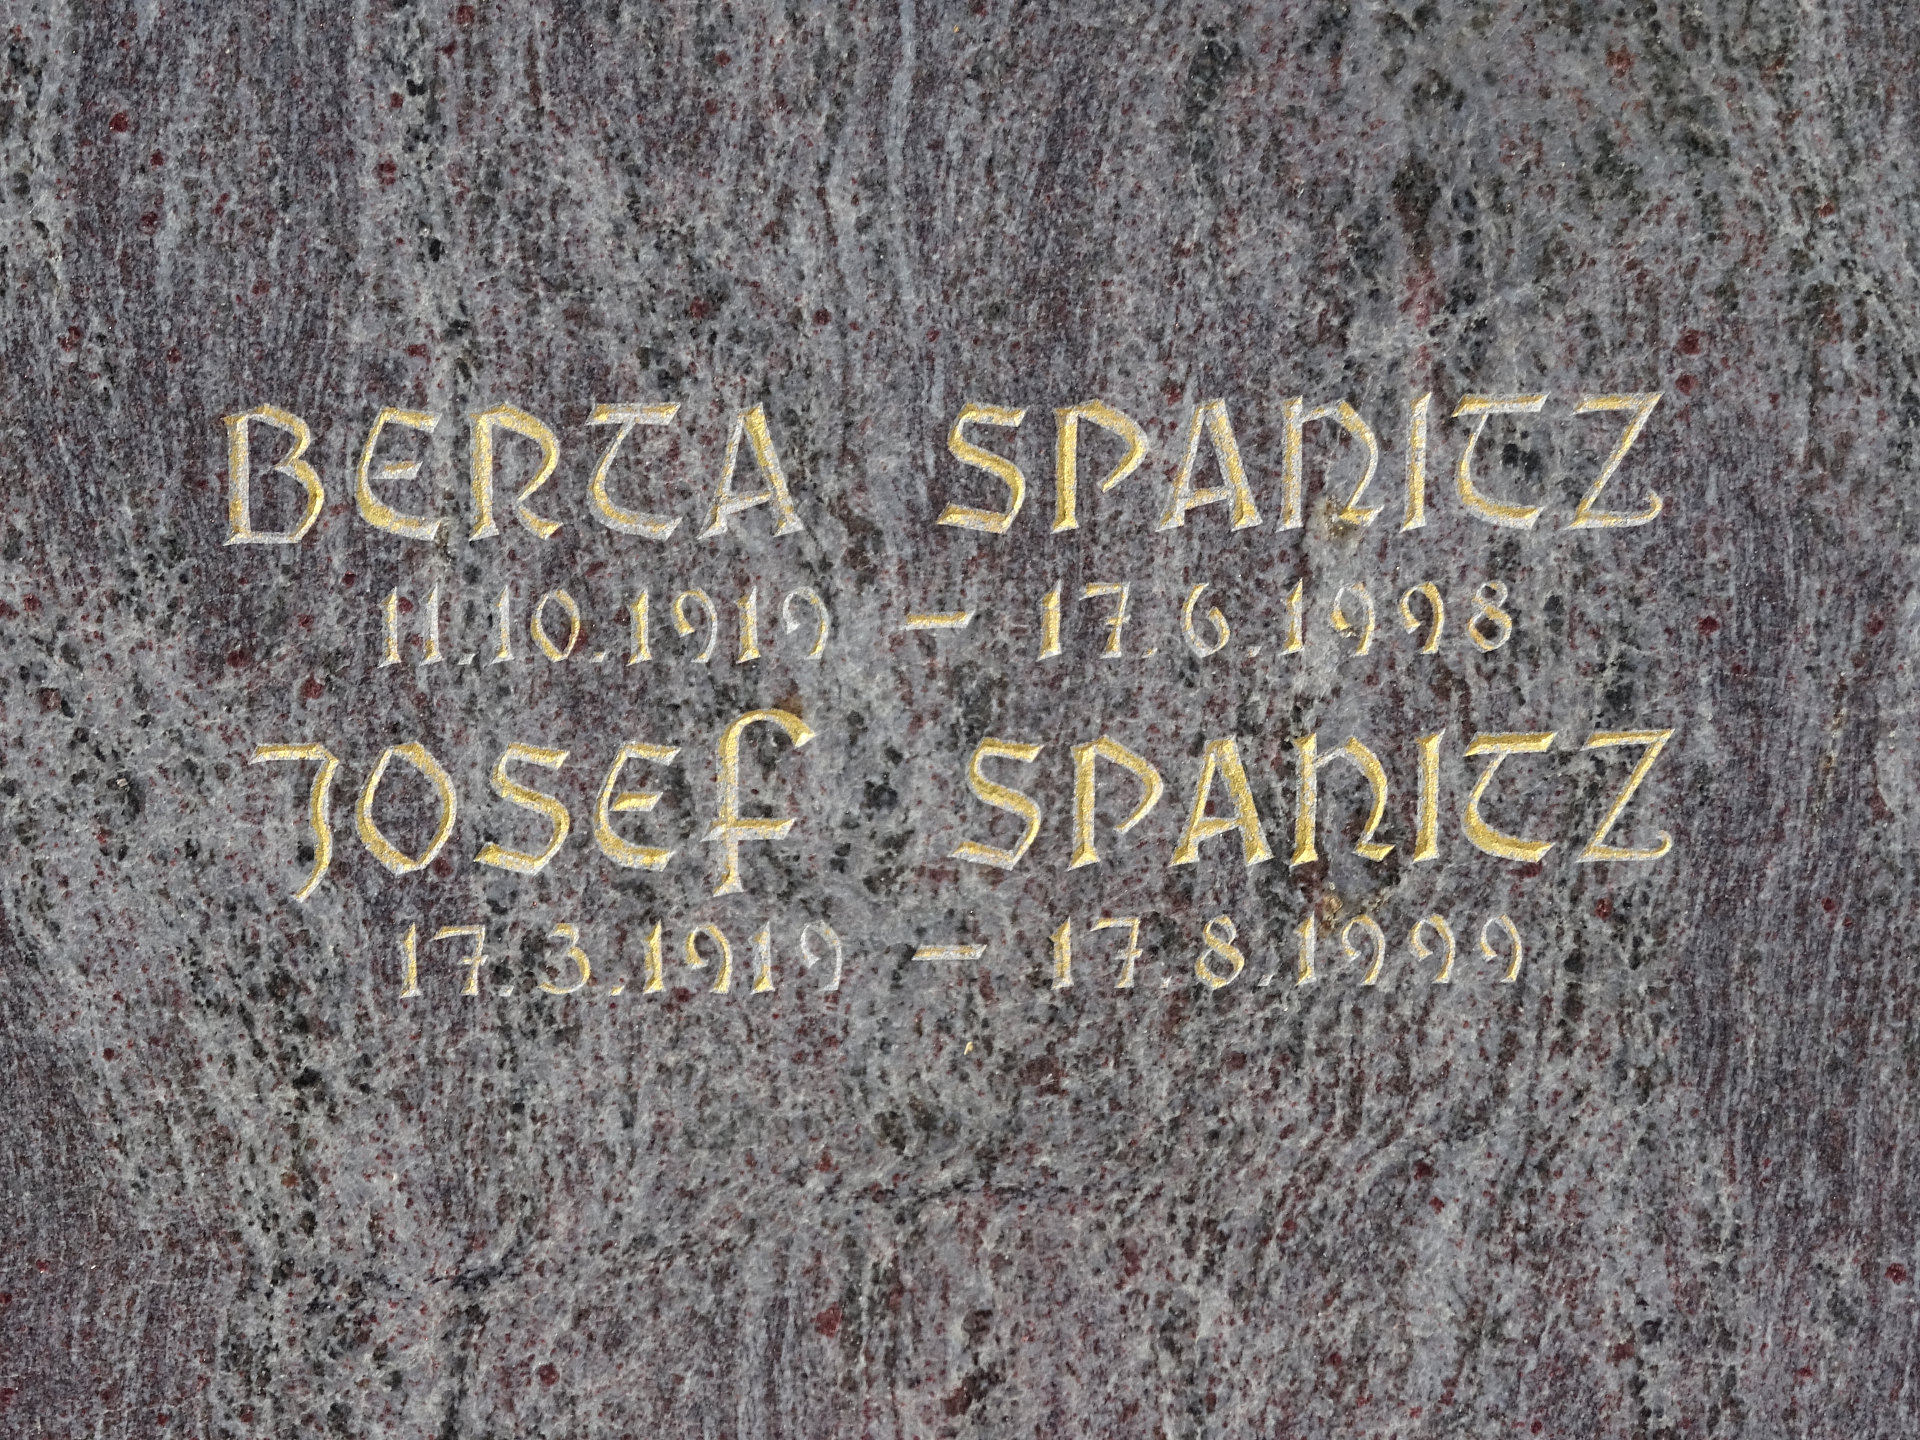 BERTA SPANITZ
11.10.1919 – 17.6.1998
JOSEF SPANITZ
17.3.1919 – 17.8.1999